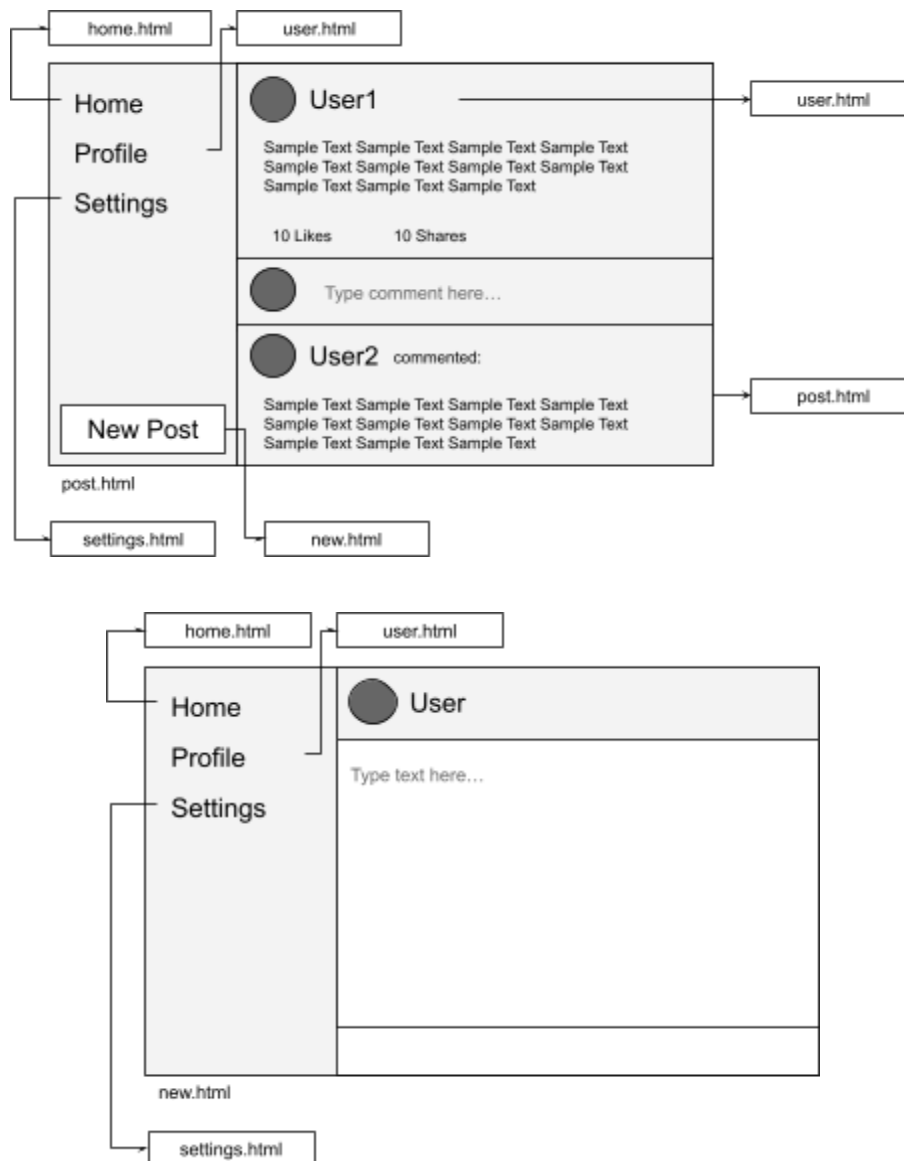 home.html
user.html
Home
Profile
Settings
New Post
User1
user.html
Sample Text Sample Text Sample Text Sample Text
Sample Text Sample Text Sample Text Sample Text
Sample Text Sample Text Sample Text
10 Likes
10 Shares
Type comment here…
User2 commented:
post.html
Sample Text Sample Text Sample Text Sample Text
Sample Text Sample Text Sample Text Sample Text
Sample Text Sample Text Sample Text
post.html
settings.html
new.html
home.html
user.html
Home
Profile
Settings
User
Type text here…
new.html
settings.html